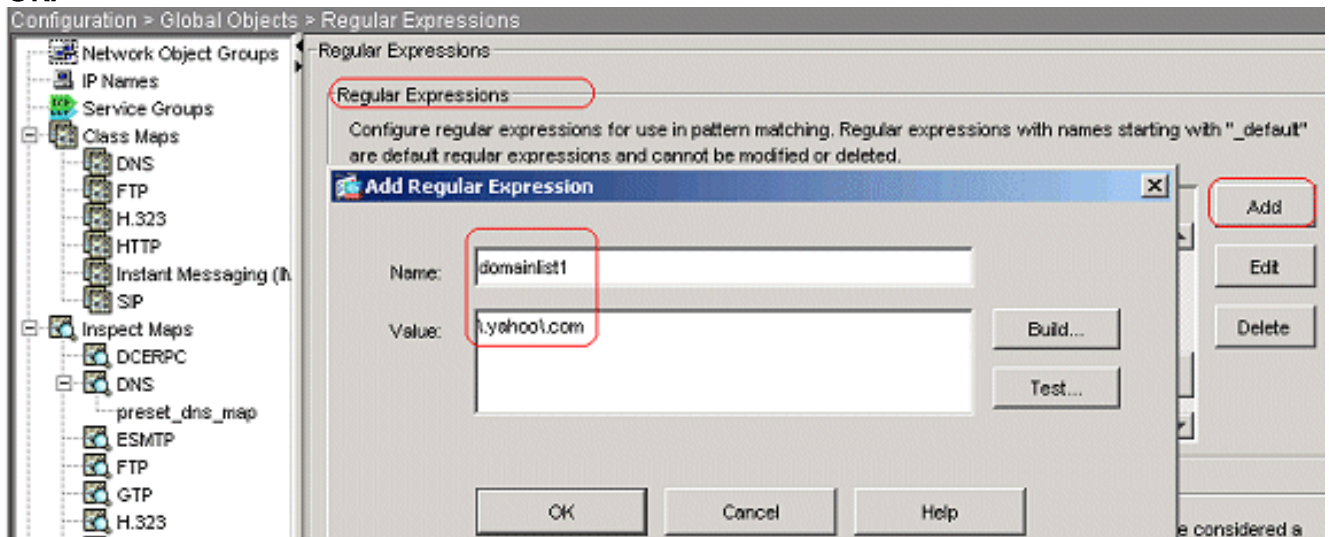 Configuration > Global Objects > Regular Expressions
Network Object Groups
IP Names
Service Groups
Class Maps
DNS
FTP
H.323
HTTP
Instant Messaging (I
SIP
Inspect Maps
DCERPC
DNS
preset_dns_map
ESMTP
FTP
GTP
H.323
Regular Expressions
Regular Expressions
Configure regular expressions for use in pattern matching. Regular expressions with names starting with "_default"
are default regular expressions and cannot be modified or deleted.
Add Regular Expression
Name: domainlist1
Value: \.yahoo\.com
Build...
Test...
OK Cancel Help
Add
Edit
Delete
e considered a